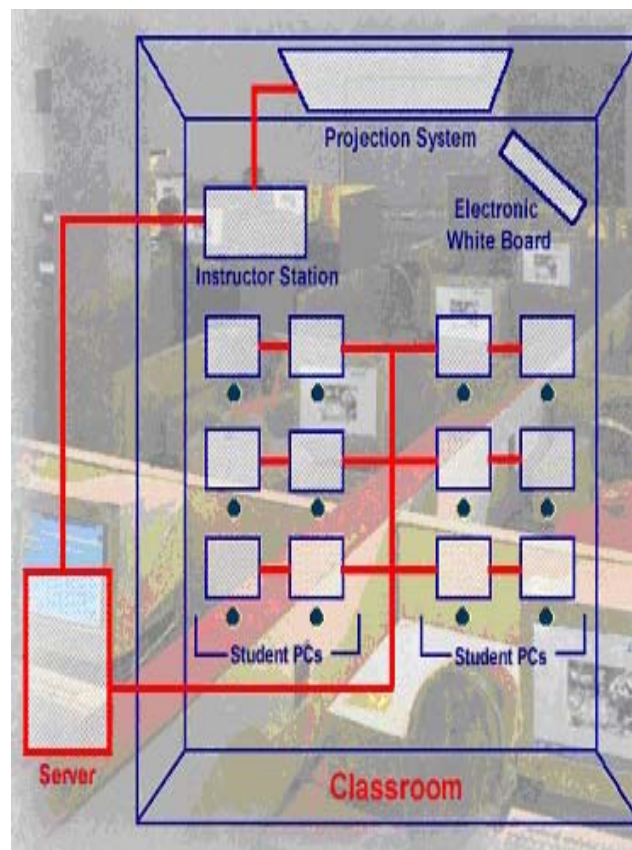 Projection System
Electronic
White Board
Instructor Station
Student PCs
Student PCs
Server
Classroom